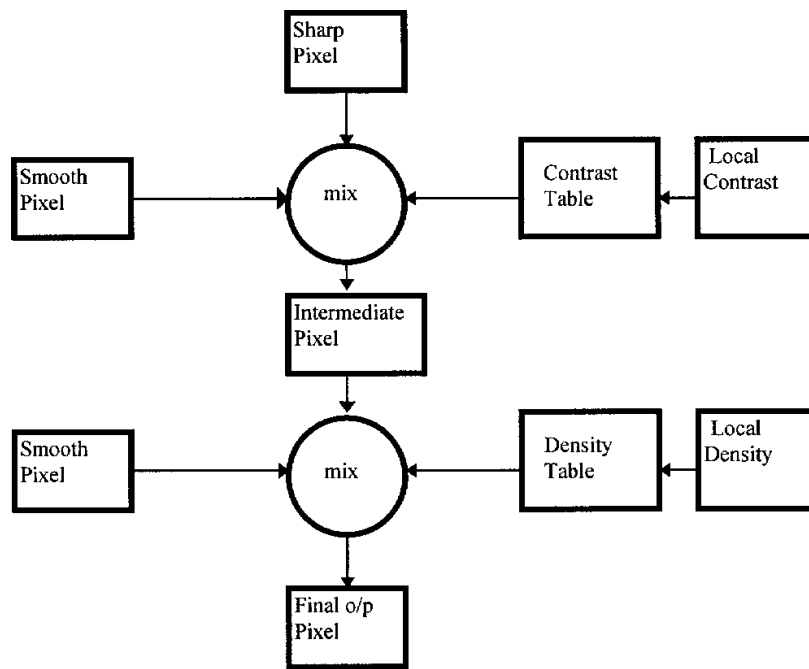 Sharp
Pixel
Smooth
Pixel
mix
Contrast
Table
Local
Contrast
Intermediate
Pixel
Smooth
Pixel
mix
Density
Table
Local
Density
Final o/p
Pixel